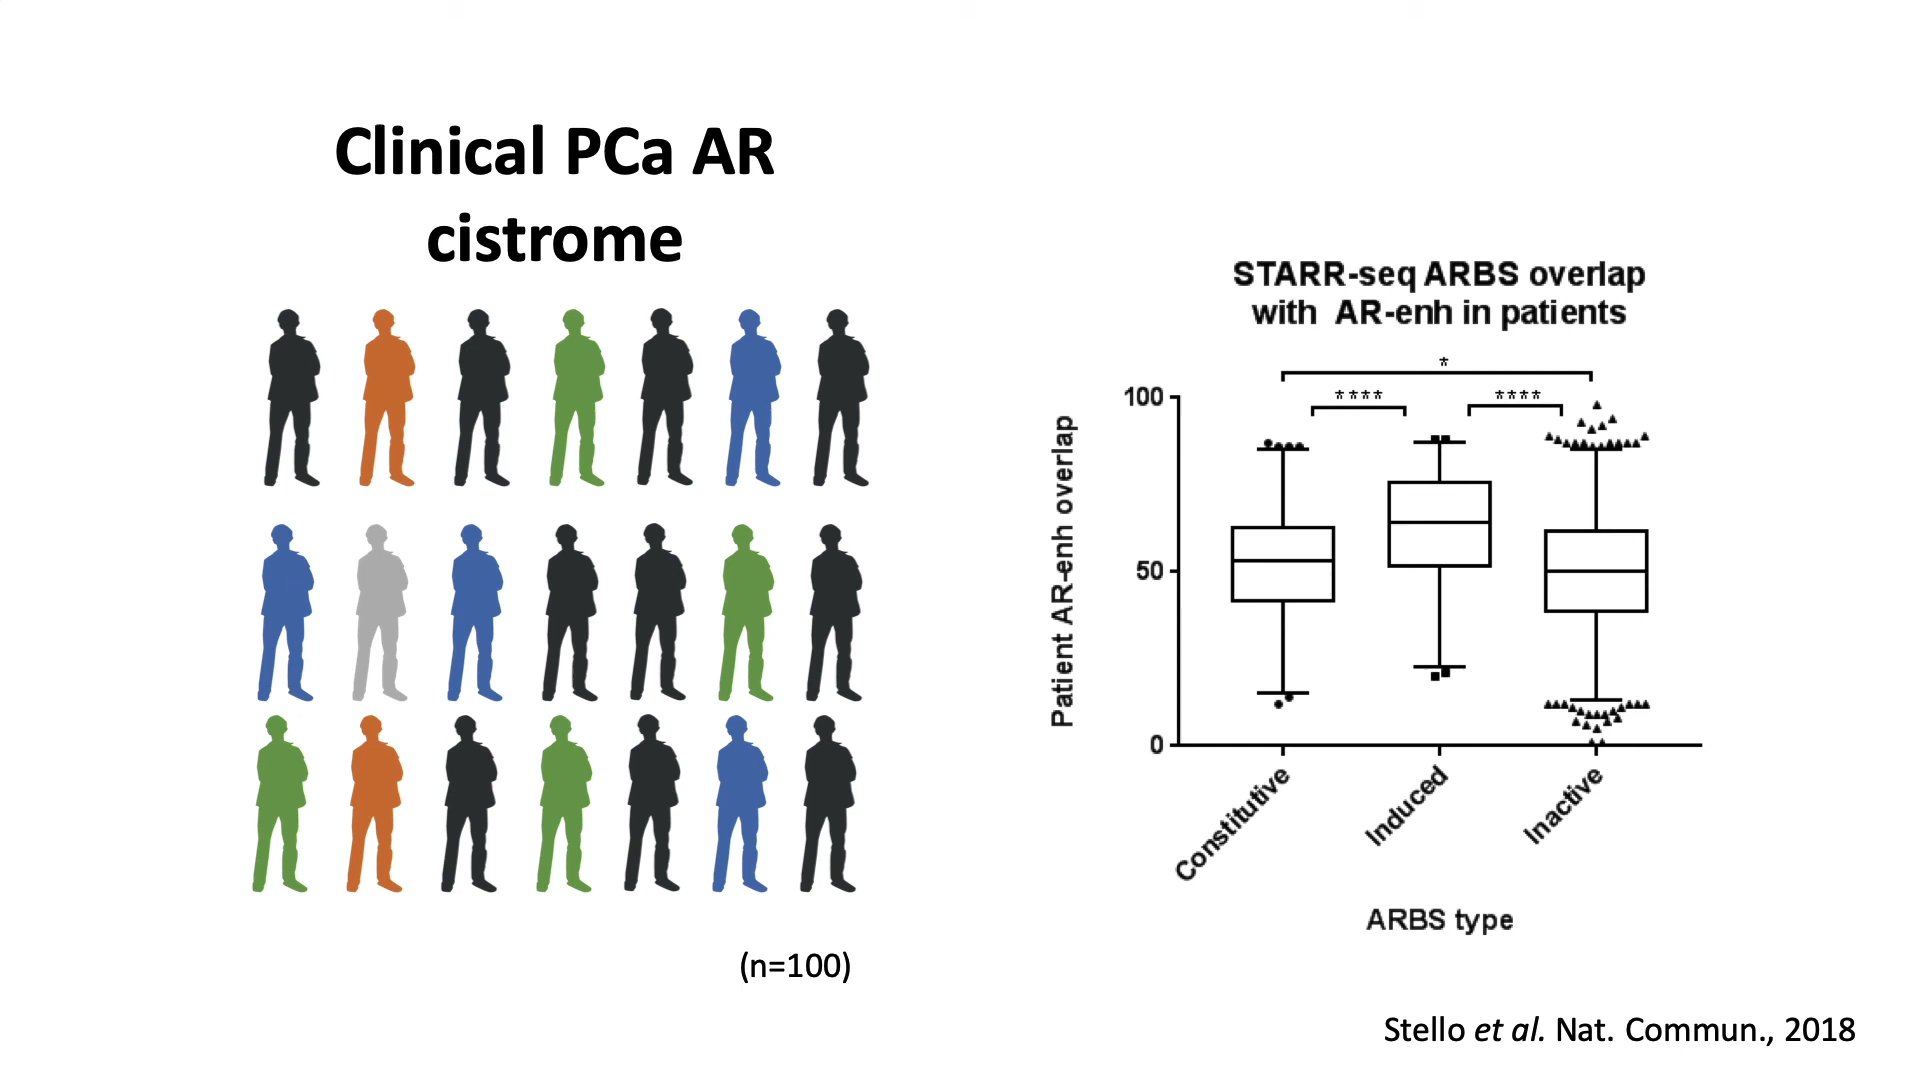 Clinical PCa AR
cistrome
(n=100)
STARR-seq ARBS overlap
with AR-enh in patients
*
**** ****
Patient AR-enh overlap
100
50
0
Constitutive
Induced
Inactive
ARBS type
Stello et al. Nat. Commun., 2018